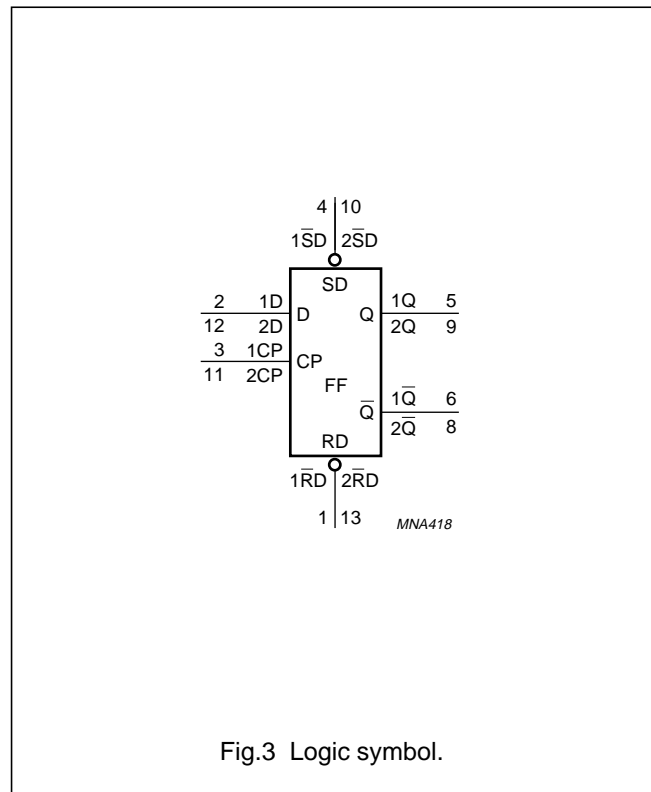 4 10
1S̅D 2S̅D
SD
2 1D D Q 1Q 5
12 2D 2Q 9
3 1CP CP
11 2CP
FF
Q̅ 1Q̅ 6
2Q̅ 8
RD
1R̅D 2R̅D
1 13
MNA418
Fig.3 Logic symbol.